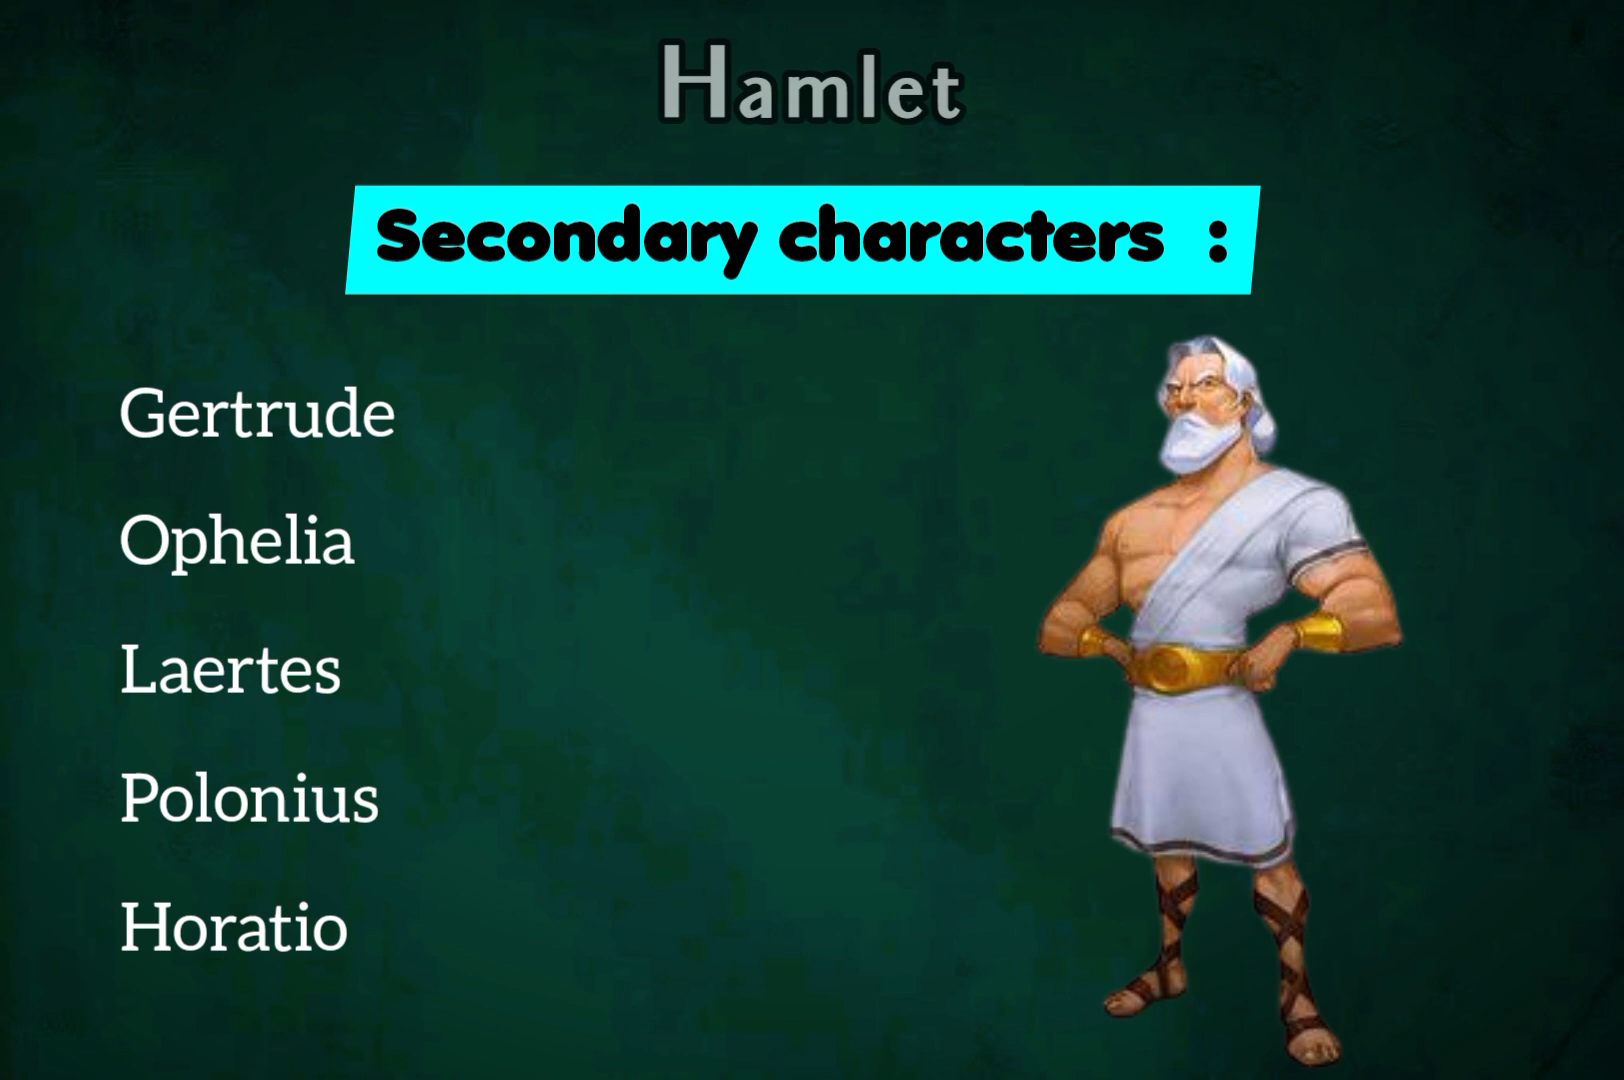 Hamlet
Secondary characters :
Gertrude
Ophelia
Laertes
Polonius
Horatio